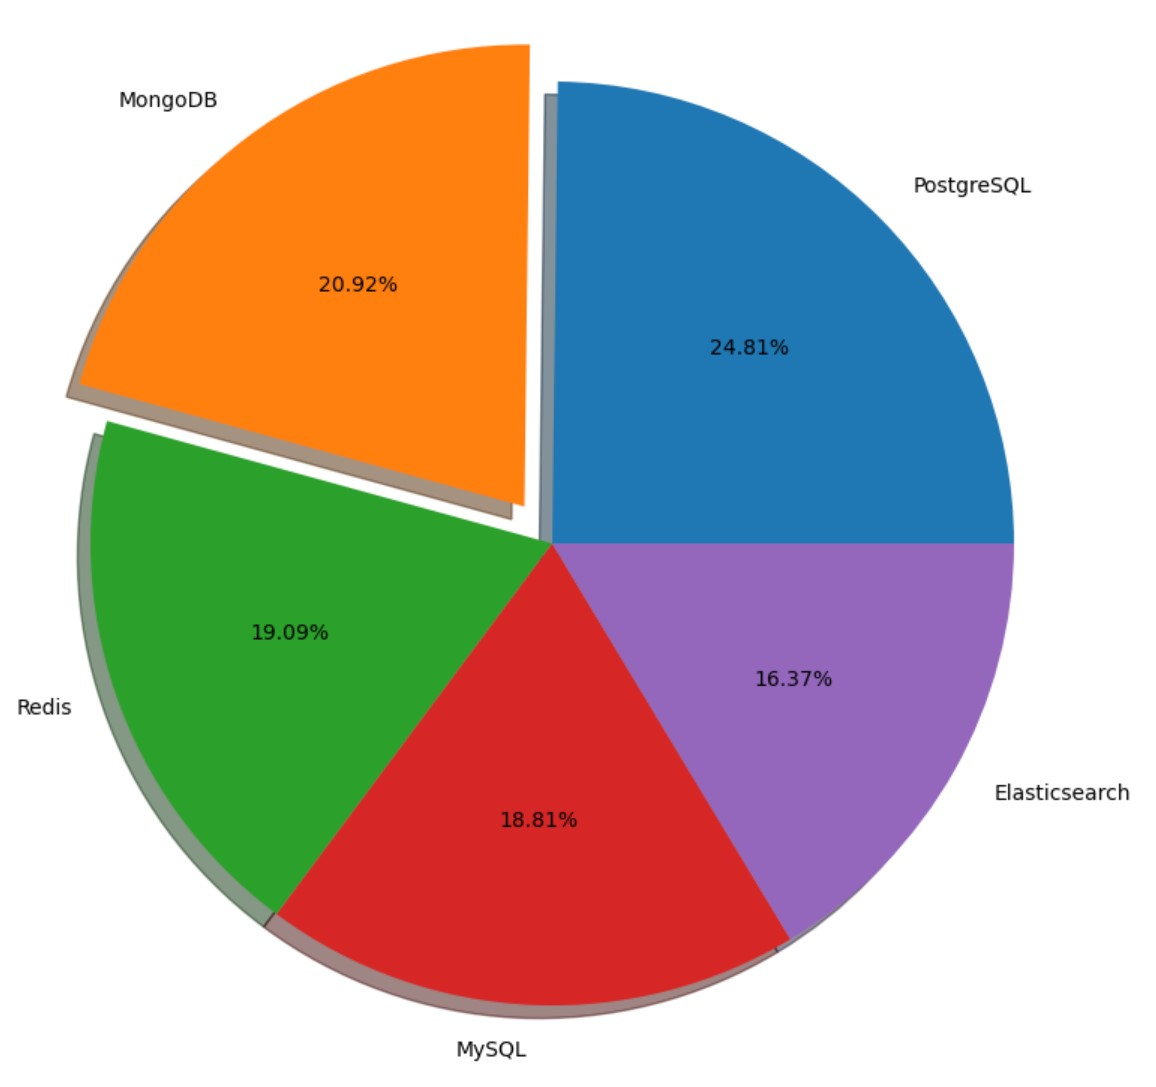 MongoDB
PostgreSQL
20.92%
24.81%
19.09%
16.37%
Redis
Elasticsearch
18.81%
MySQL